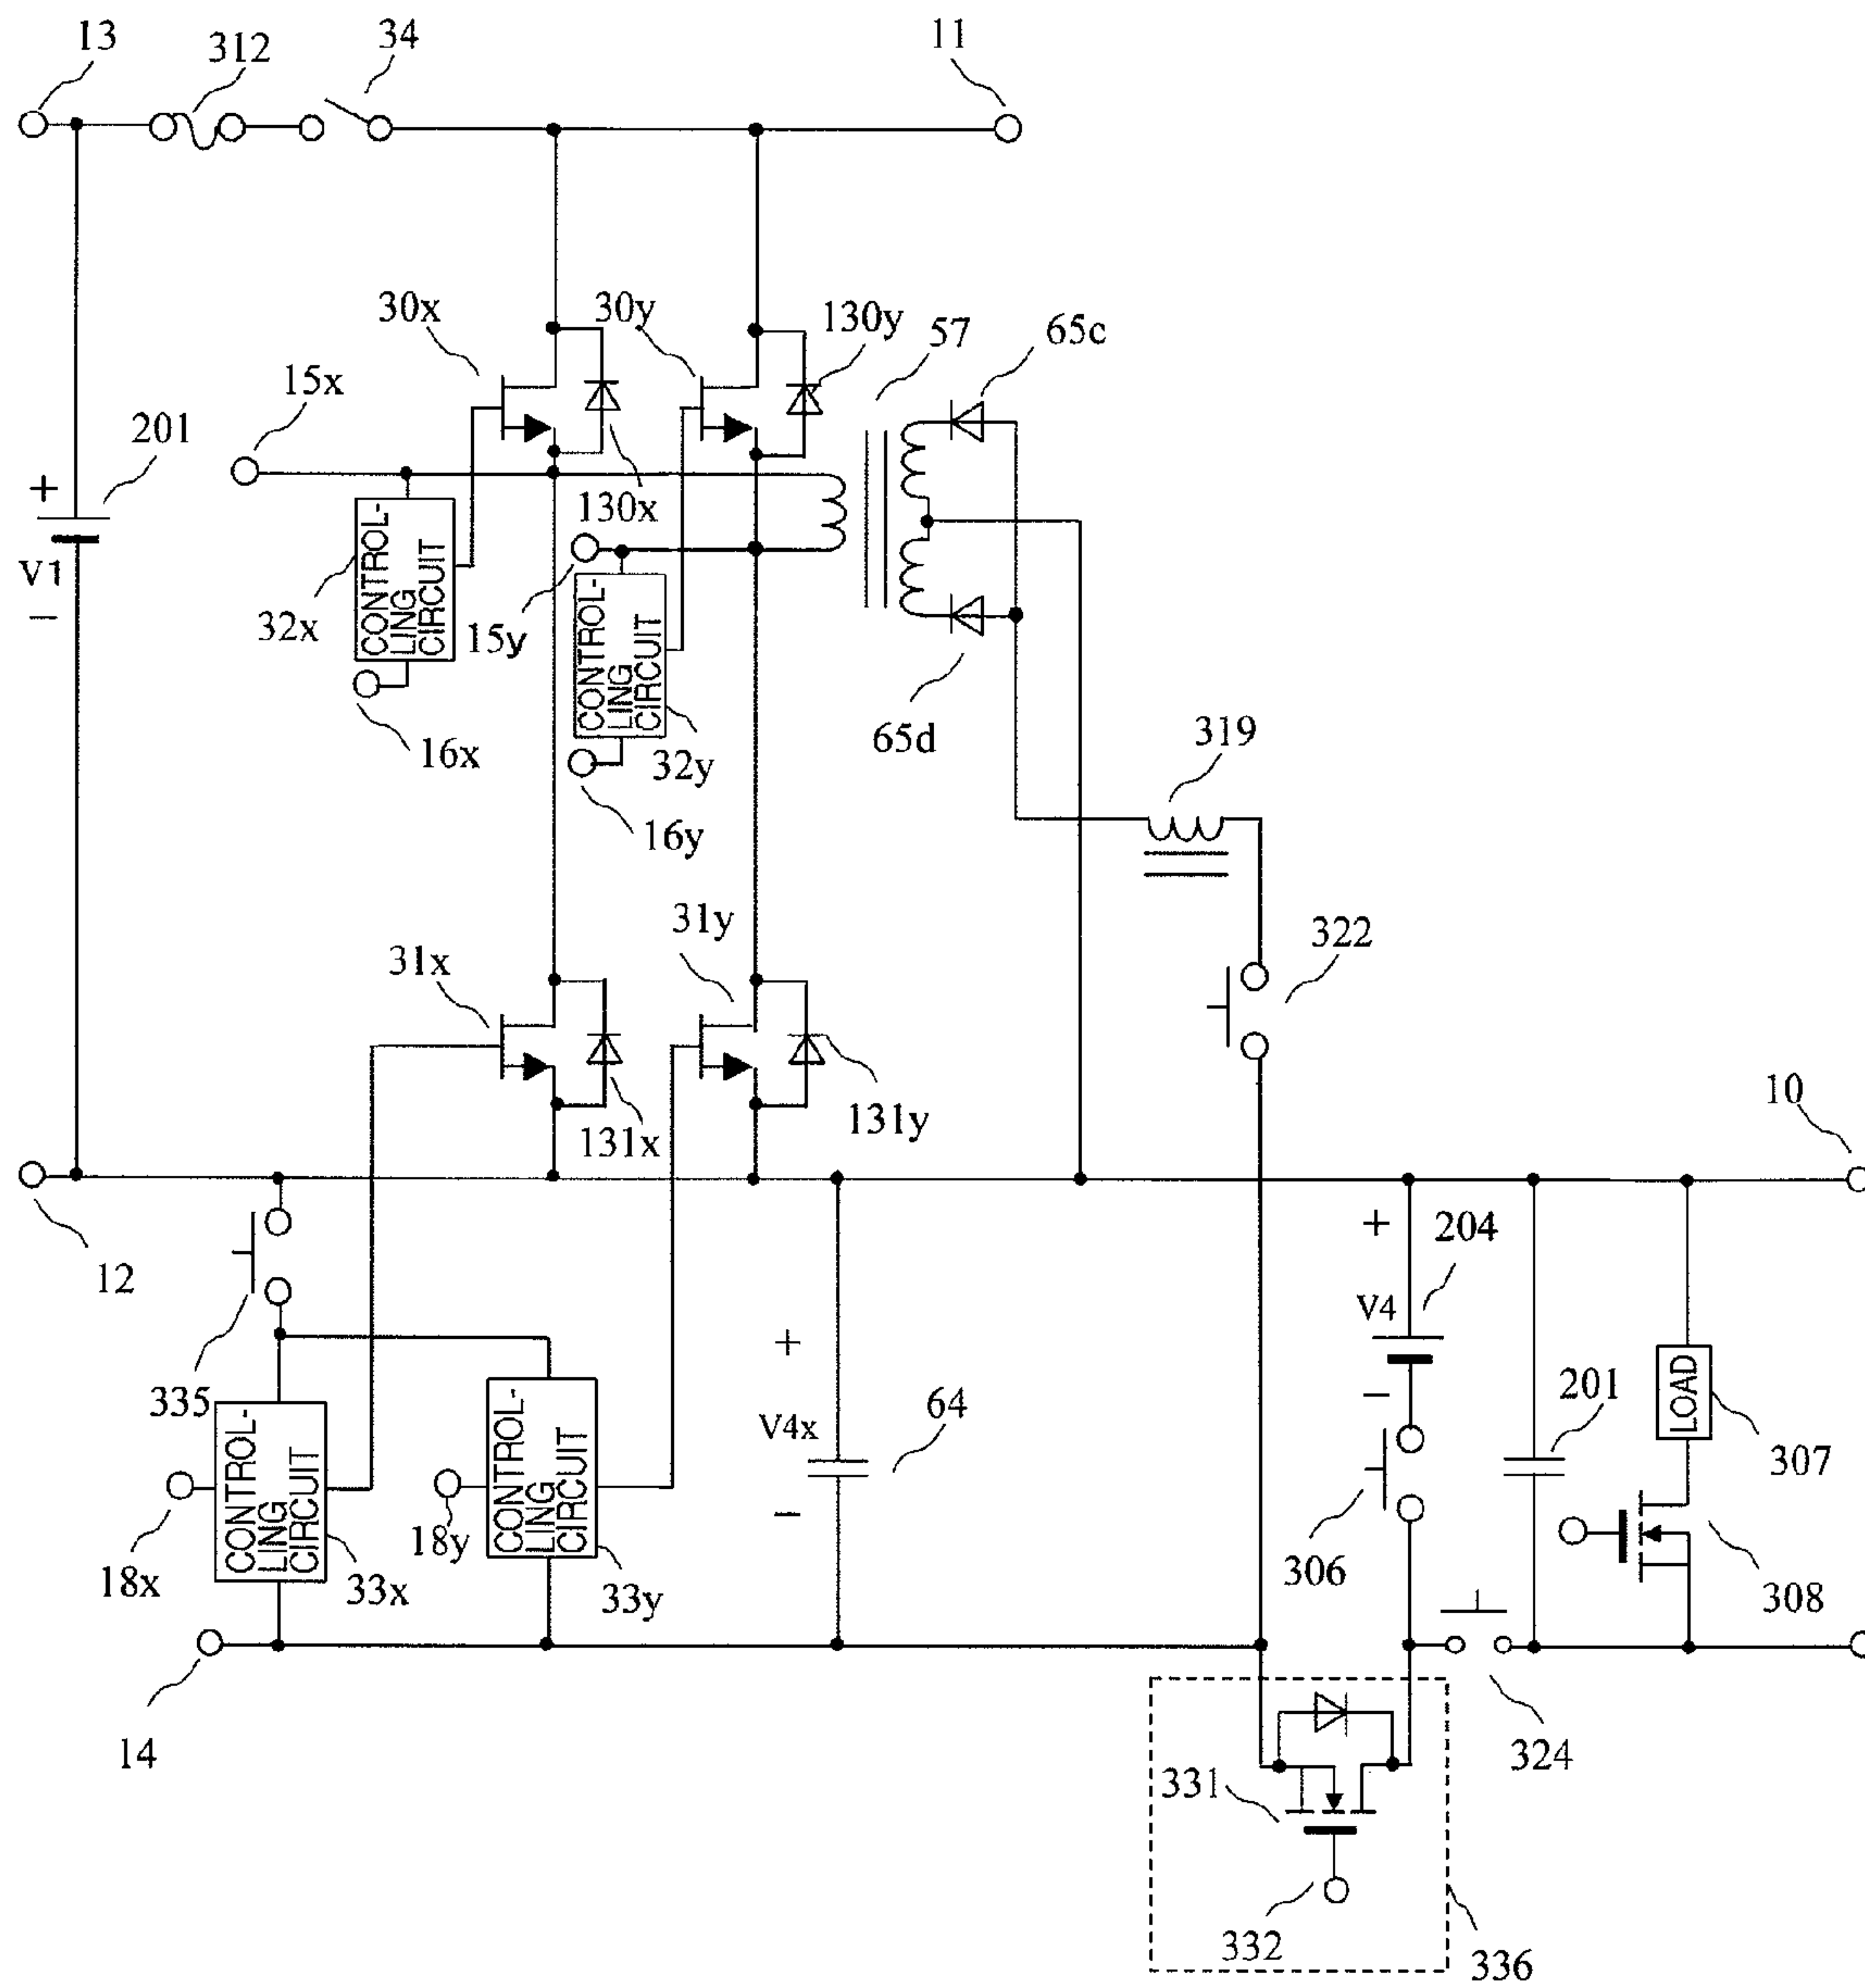 13
312
34
11
30x
30y
130y
57
65c
15x
201
+
V1
−
130x
CONTROL-
LING
CIRCUIT
32x
15y
CONTROL-
LING
CIRCUIT
16x
32y
65d
319
16y
31x
31y
322
131x
131y
10
12
+
204
V4
−
335
+
V4x
−
64
201
LOAD
307
CONTROL-
LING
CIRCUIT
CONTROL-
LING
CIRCUIT
18x
33x
18y
33y
306
308
14
324
331
332
336